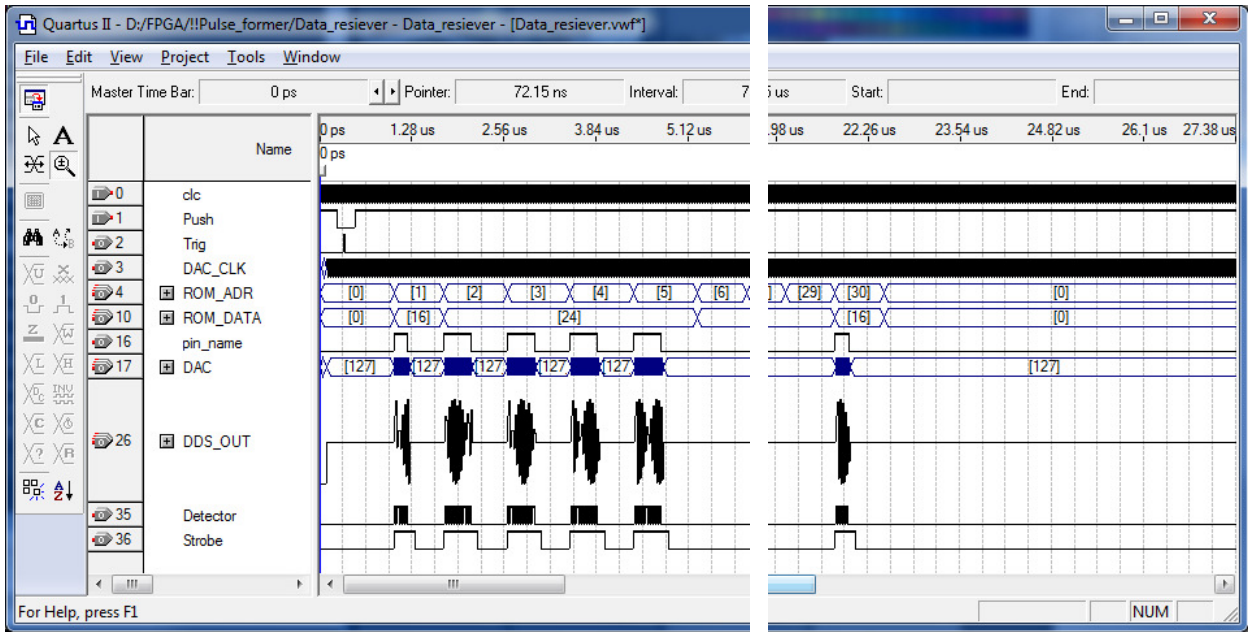 Quartus II - D:/FPGA/!!Pulse_former/Data_resiever - Data_resiever - [Data_resiever.vwf*]
File Edit View Project Tools Window
Master Time Bar: 0 ps Pointer: 72.15 ns Interval: 7 5 us Start: End:
A Name 0 ps 1.28 us 2.56 us 3.84 us 5.12 us .98 us 22.26 us 23.54 us 24.82 us 26.1 us 27.38 us
0 ps
0 clc
1 Push
2 Trig
3 DAC_CLK
4 ROM_ADR [0] [1] [2] [3] [4] [5] [6] ] [29] [30] [0]
10 ROM_DATA [0] [16] [24] [16] [0]
16 pin_name
17 DAC [127] [127 [127 [127 [127 [127]
26 DDS_OUT
35 Detector
36 Strobe
For Help, press F1 NUM